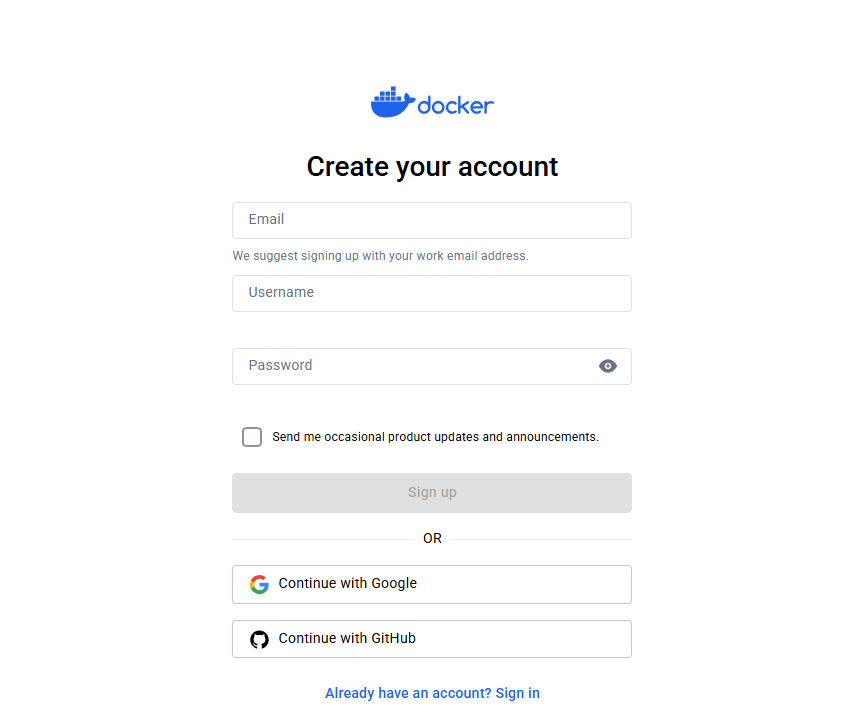 docker
Create your account
Email
We suggest signing up with your work email address.
Username
Password
Send me occasional product updates and announcements.
Sign up
OR
Continue with Google
Continue with GitHub
Already have an account? Sign in